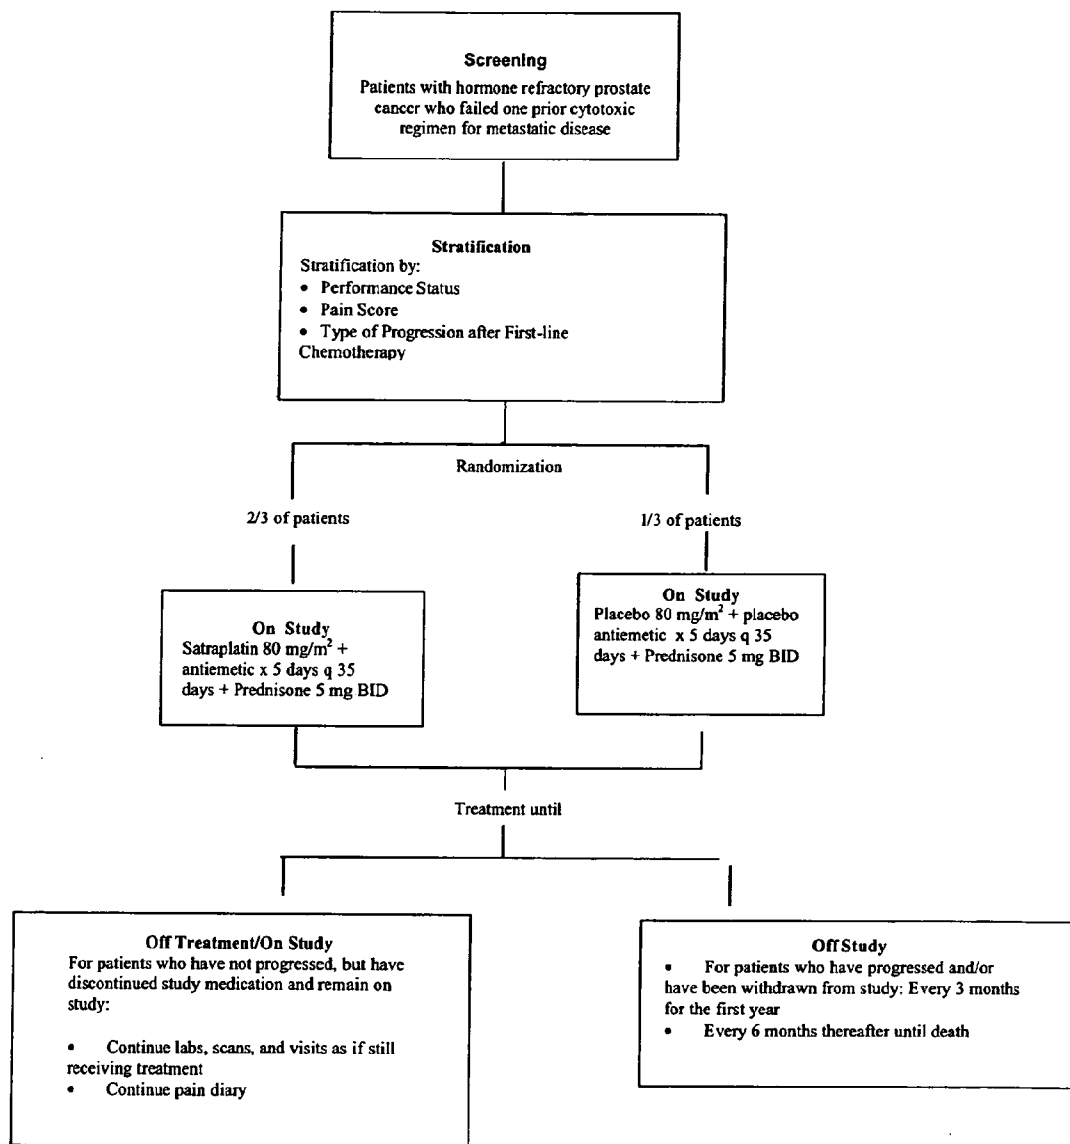 Screening
Patients with hormone refractory prostate
cancer who failed one prior cytotoxic
regimen for metastatic disease
Stratification
Stratification by:
• Performance Status
• Pain Score
• Type of Progression after First-line
Chemotherapy
Randomization
2/3 of patients
1/3 of patients
On Study
Satraplatin 80 mg/m² +
antiemetic x 5 days q 35
days + Prednisone 5 mg BID
On Study
Placebo 80 mg/m² + placebo
antiemetic x 5 days q 35
days + Prednisone 5 mg BID
Treatment until
Off Treatment/On Study
For patients who have not progressed, but have
discontinued study medication and remain on
study:
• Continue labs, scans, and visits as if still
receiving treatment
• Continue pain diary
Off Study
• For patients who have progressed and/or
have been withdrawn from study: Every 3 months
for the first year
• Every 6 months thereafter until death